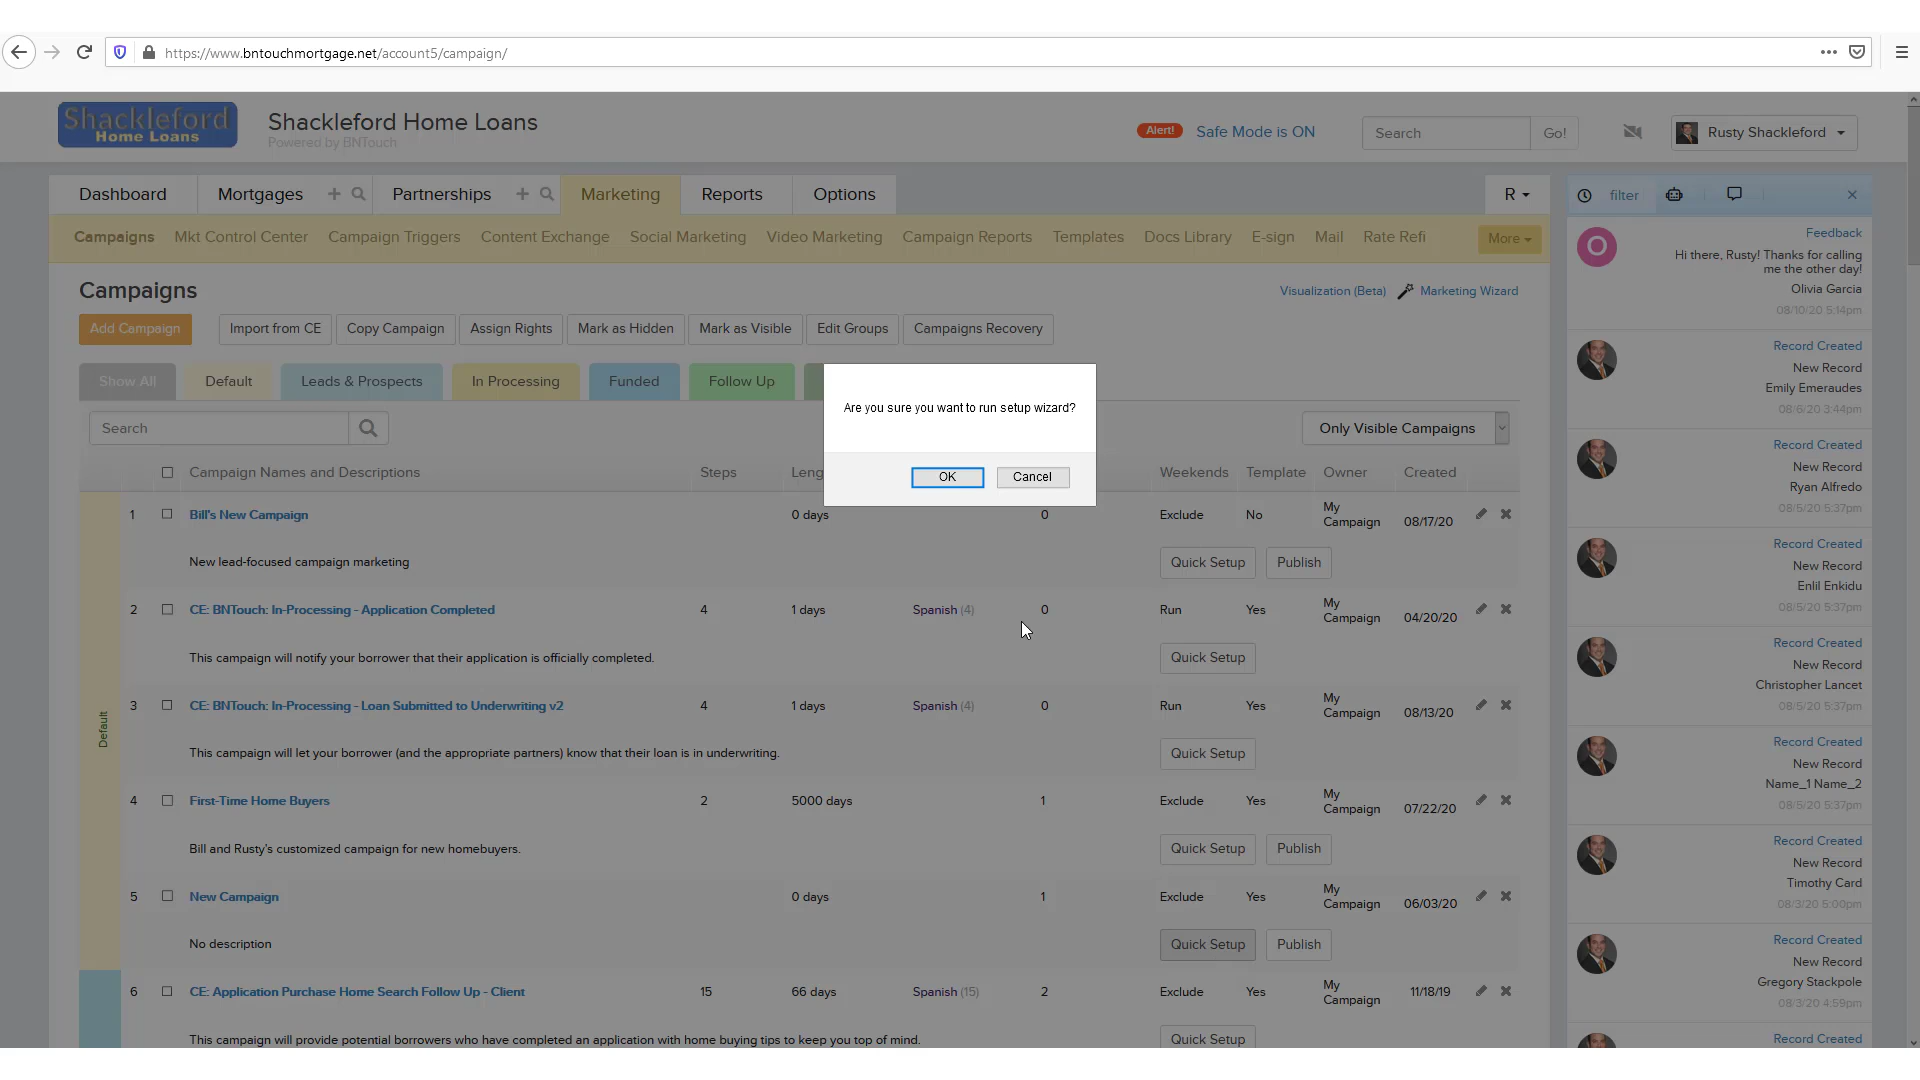 https://www.bntouchmortgage.net/account5/campaign/
Shackleford
Home Loans
Shackleford Home Loans
Powered by BNTouch
Alert!
Safe Mode is ON
Search
Go!
Rusty Shackleford
Dashboard
Mortgages
Partnerships
Marketing
Reports
Options
R
filter
Campaigns
Mkt Control Center
Campaign Triggers
Content Exchange
Social Marketing
Video Marketing
Campaign Reports
Templates
Docs Library
E-sign
Mail
Rate Refi
More
Campaigns
Visualization (Beta)
Marketing Wizard
Add Campaign
Import from CE
Copy Campaign
Assign Rights
Mark as Hidden
Mark as Visible
Edit Groups
Campaigns Recovery
Show All
Default
Leads & Prospects
In Processing
Funded
Follow Up
Are you sure you want to run setup wizard?
OK
Cancel
Search
Only Visible Campaigns
Campaign Names and Descriptions
Steps
Weekends
Template
Owner
Created
Default
1
Bill's New Campaign
0 days
0
Exclude
No
My
Campaign
08/17/20
New lead-focused campaign marketing
Quick Setup
Publish
2
CE: BNTouch: In-Processing - Application Completed
4
1 days
Spanish (4)
0
Run
Yes
My
Campaign
04/20/20
This campaign will notify your borrower that their application is officially completed.
Quick Setup
3
CE: BNTouch: In-Processing - Loan Submitted to Underwriting v2
4
1 days
Spanish (4)
0
Run
Yes
My
Campaign
08/13/20
This campaign will let your borrower (and the appropriate partners) know that their loan is in underwriting.
Quick Setup
4
First-Time Home Buyers
2
5000 days
1
Exclude
Yes
My
Campaign
07/22/20
Bill and Rusty's customized campaign for new homebuyers.
Quick Setup
Publish
5
New Campaign
0 days
1
Exclude
Yes
My
Campaign
06/03/20
No description
Quick Setup
Publish
6
CE: Application Purchase Home Search Follow Up - Client
15
66 days
Spanish (15)
2
Exclude
Yes
My
Campaign
11/18/19
This campaign will provide potential borrowers who have completed an application with home buying tips to keep you top of mind.
Quick Setup
O
Feedback
Hi there, Rusty! Thanks for calling
me the other day!
Olivia Garcia
08/10/20 5:14pm
Record Created
New Record
Emily Emeraudes
08/6/20 3:44pm
Record Created
New Record
Ryan Alfredo
08/5/20 5:37pm
Record Created
New Record
Enlil Enkidu
08/5/20 5:37pm
Record Created
New Record
Christopher Lancet
08/5/20 5:37pm
Record Created
New Record
Name_1 Name_2
08/5/20 5:37pm
Record Created
New Record
Timothy Card
08/3/20 5:00pm
Record Created
New Record
Gregory Stackpole
08/3/20 4:59pm
Record Created